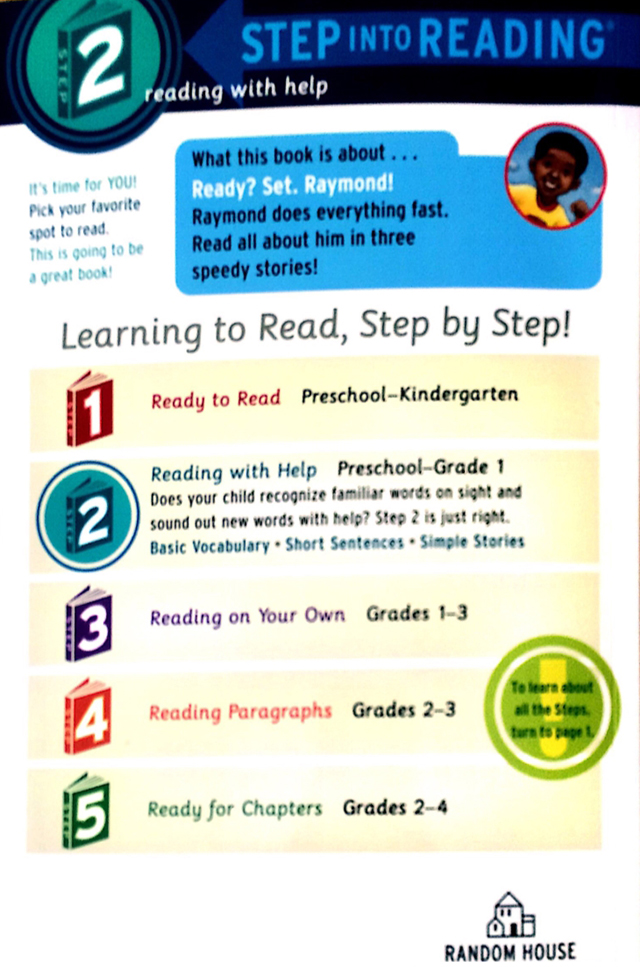 STEP 2
STEP INTO READING®
reading with help
It's time for YOU!
Pick your favorite
spot to read.
This is going to be
a great book!
What this book is about . . .
Ready? Set. Raymond!
Raymond does everything fast.
Read all about him in three
speedy stories!
Learning to Read, Step by Step!
STEP 1
Ready to Read Preschool–Kindergarten
STEP 2
Reading with Help Preschool–Grade 1
Does your child recognize familiar words on sight and
sound out new words with help? Step 2 is just right.
Basic Vocabulary • Short Sentences • Simple Stories
STEP 3
Reading on Your Own Grades 1–3
STEP 4
Reading Paragraphs Grades 2–3
To learn about
all the Steps,
turn to page 1.
STEP 5
Ready for Chapters Grades 2–4
RANDOM HOUSE